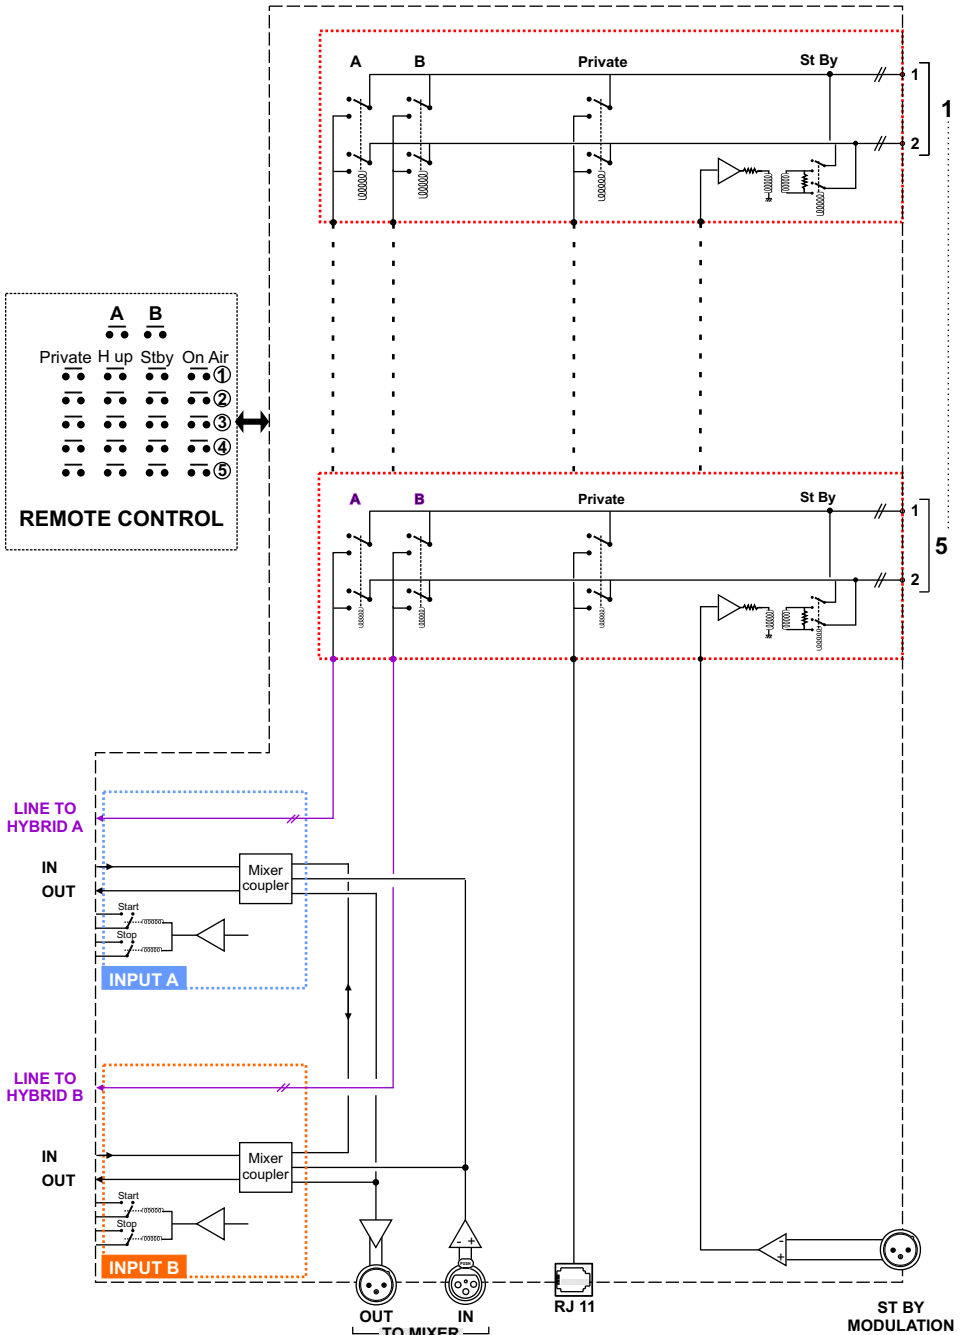 A B Private St By
1
2
1
A B
Private H up Stby On Air
1
2
3
4
5
REMOTE CONTROL
A B Private St By
1
2
5
LINE TO
HYBRID A
IN
OUT
Mixer
coupler
Start
Stop
INPUT A
LINE TO
HYBRID B
IN
OUT
Mixer
coupler
Start
Stop
INPUT B
- +
- +
PUSH
OUT IN
TO MIXER
RJ 11
ST BY
MODULATION